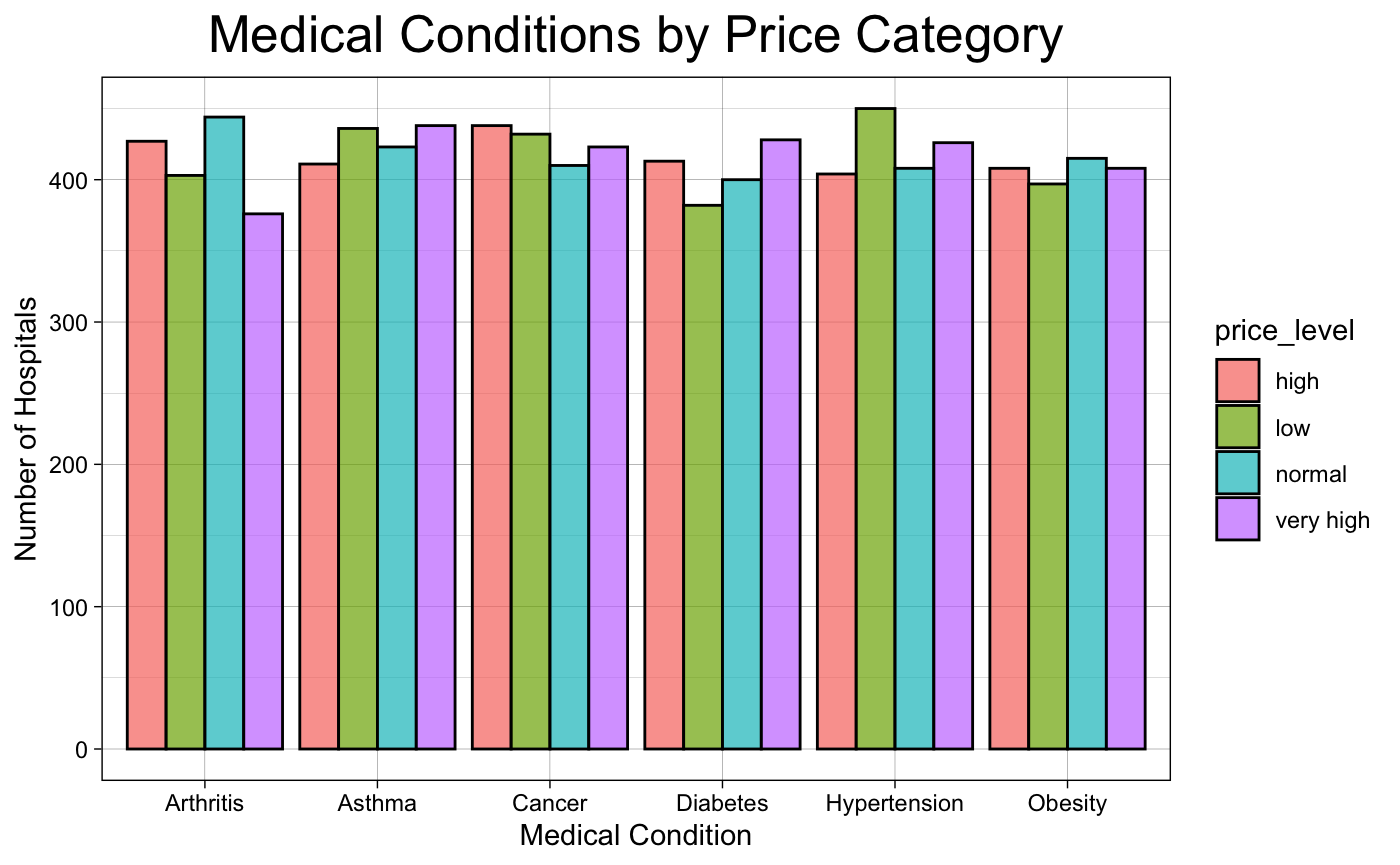 Medical Conditions by Price Category
Number of Hospitals
400
300
200
100
0
Arthritis
Asthma
Cancer
Diabetes
Hypertension
Obesity
Medical Condition
price_level
high
low
normal
very high